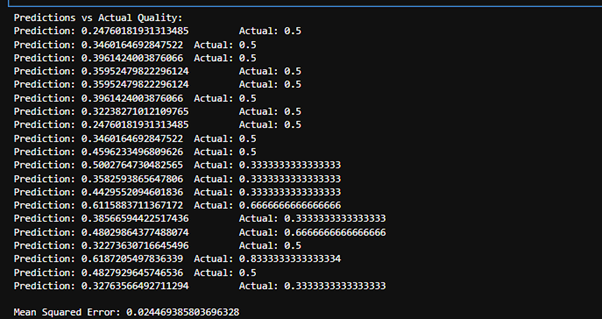 Predictions vs Actual Quality:
Prediction: 0.24760181931313485 Actual: 0.5
Prediction: 0.3460164692847522 Actual: 0.5
Prediction: 0.3961424003876066 Actual: 0.5
Prediction: 0.35952479822296124 Actual: 0.5
Prediction: 0.35952479822296124 Actual: 0.5
Prediction: 0.3961424003876066 Actual: 0.5
Prediction: 0.32238271012109765 Actual: 0.5
Prediction: 0.24760181931313485 Actual: 0.5
Prediction: 0.3460164692847522 Actual: 0.5
Prediction: 0.4596233496809626 Actual: 0.5
Prediction: 0.5002764730482565 Actual: 0.3333333333333333
Prediction: 0.3582593865647806 Actual: 0.3333333333333333
Prediction: 0.4429552094601836 Actual: 0.3333333333333333
Prediction: 0.6115883711367172 Actual: 0.6666666666666666
Prediction: 0.38566594422517436 Actual: 0.3333333333333333
Prediction: 0.48029864377488074 Actual: 0.6666666666666666
Prediction: 0.32273630716645496 Actual: 0.5
Prediction: 0.6187205497836339 Actual: 0.8333333333333334
Prediction: 0.4827929645746536 Actual: 0.5
Prediction: 0.32763566492711294 Actual: 0.3333333333333333
Mean Squared Error: 0.024469385803696328